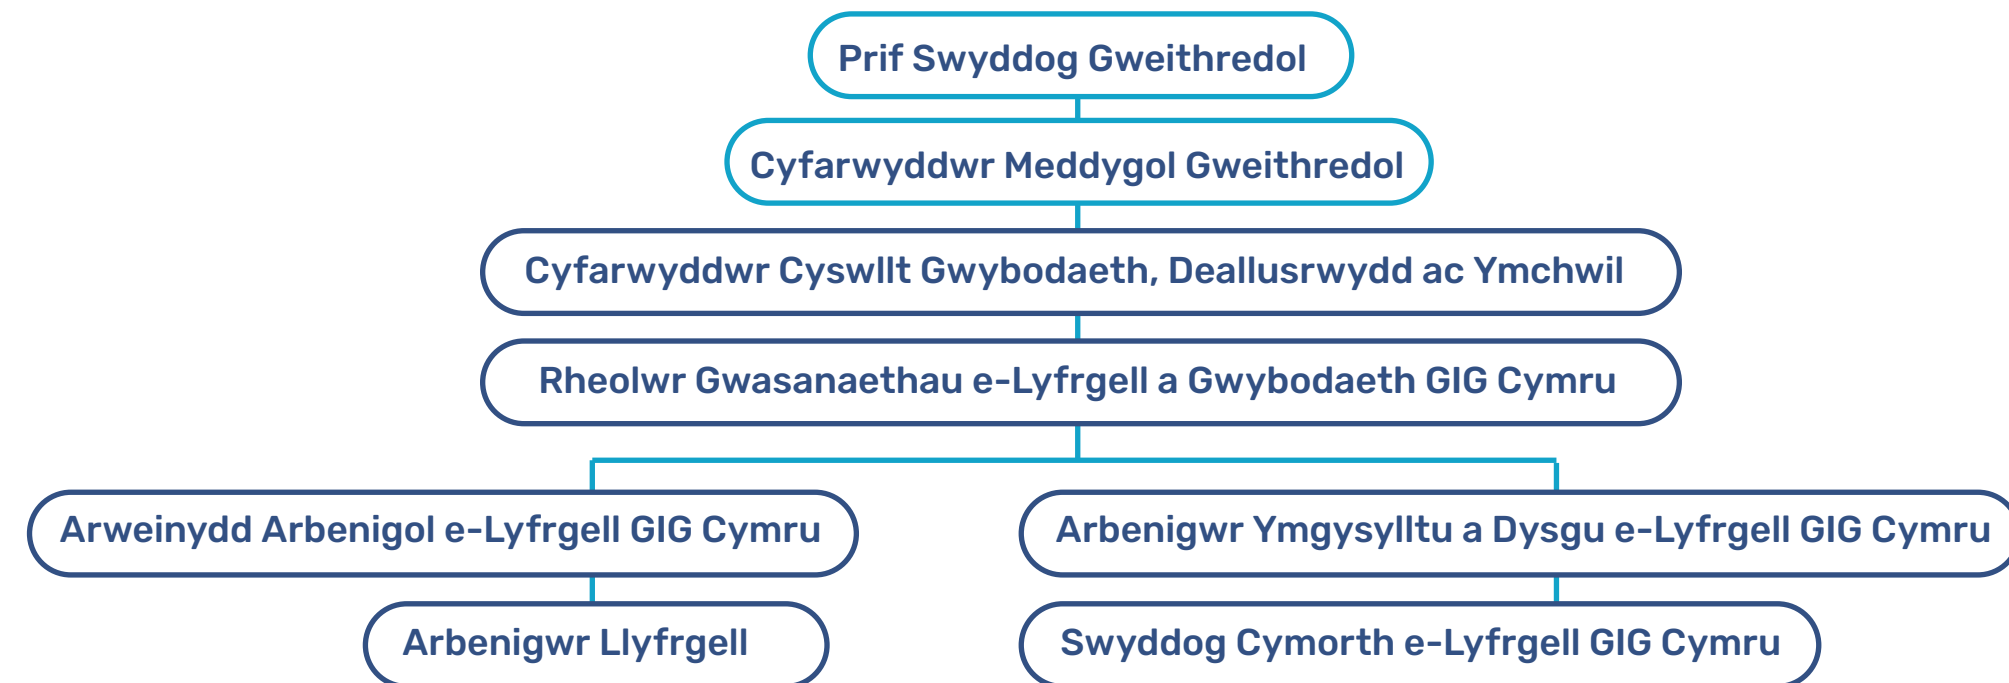 Prif Swyddog Gweithredol
Cyfarwyddwr Meddygol Gweithredol
Cyfarwyddwr Cyswllt Gwybodaeth, Deallusrwydd ac Ymchwil
Rheolwr Gwasanaethau e-Lyfrgell a Gwybodaeth GIG Cymru
Arweinydd Arbenigol e-Lyfrgell GIG Cymru
Arbenigwr Ymgysylltu a Dysgu e-Lyfrgell GIG Cymru
Arbenigwr Llyfrgell
Swyddog Cymorth e-Lyfrgell GIG Cymru